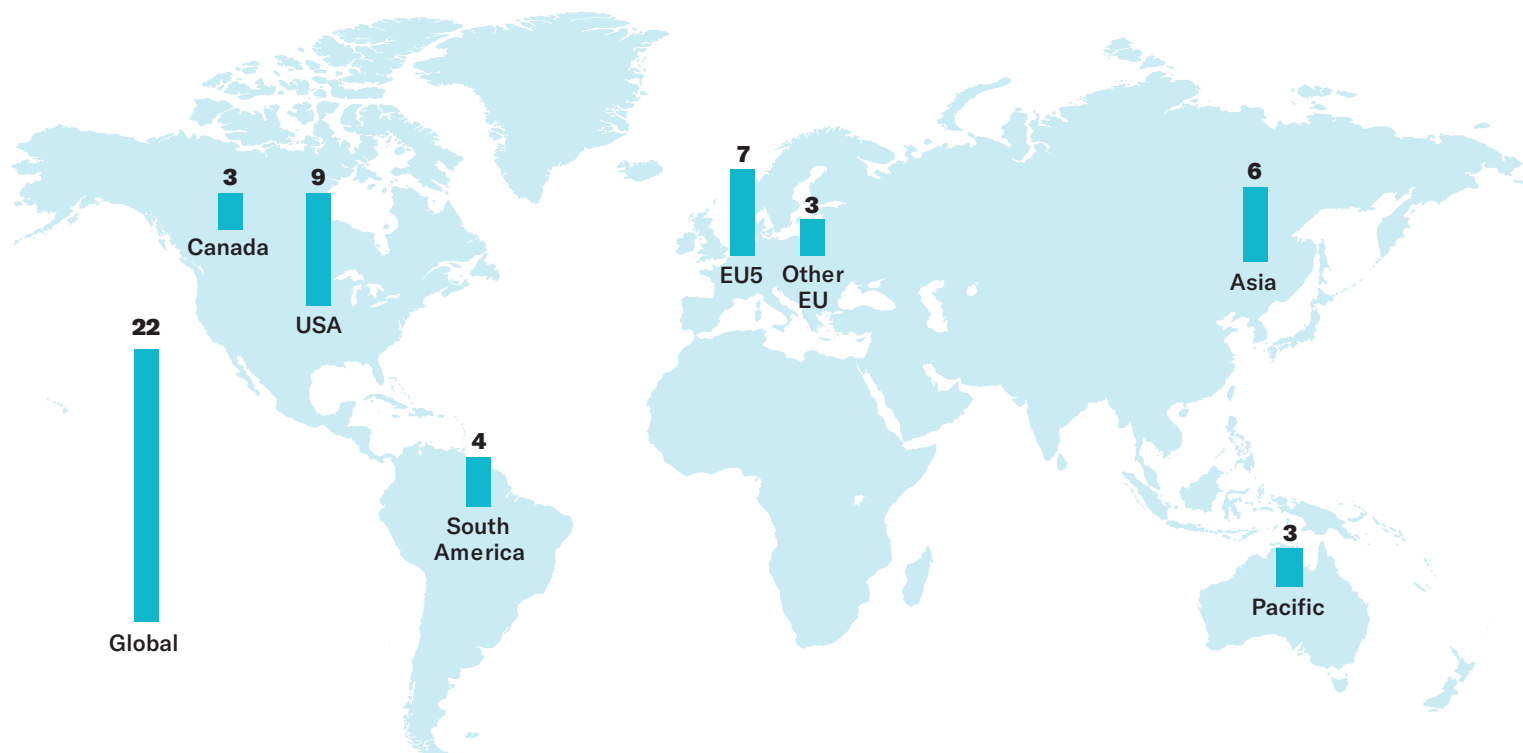 3
Canada
9
USA
22
Global
4
South
America
7
EU5
3
Other
EU
6
Asia
3
Pacific